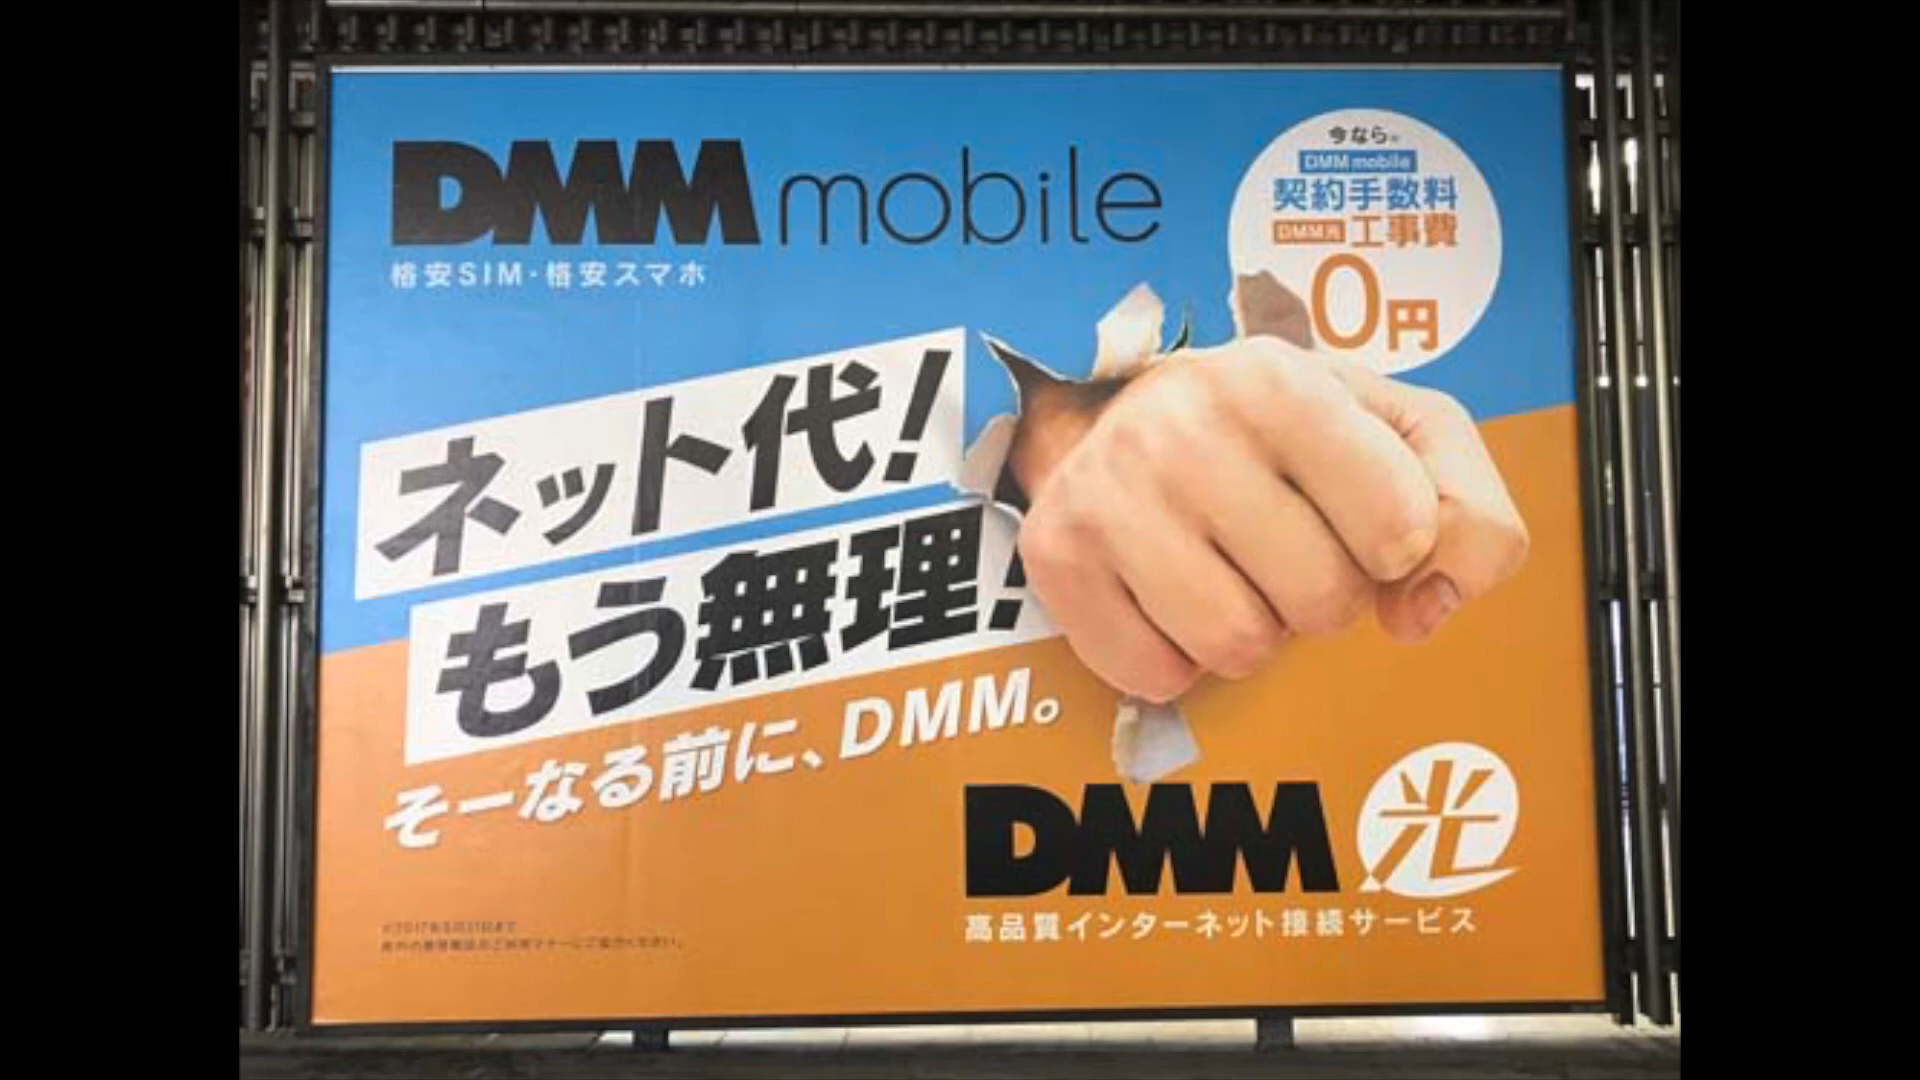 DMM mobile
格安SIM・格安スマホ
今なら※
DMM mobile
契約手数料
DMM光 工事費
0円
ネット代!
もう無理!
そーなる前に、DMM。
DMM 光
高品質インターネット接続サービス